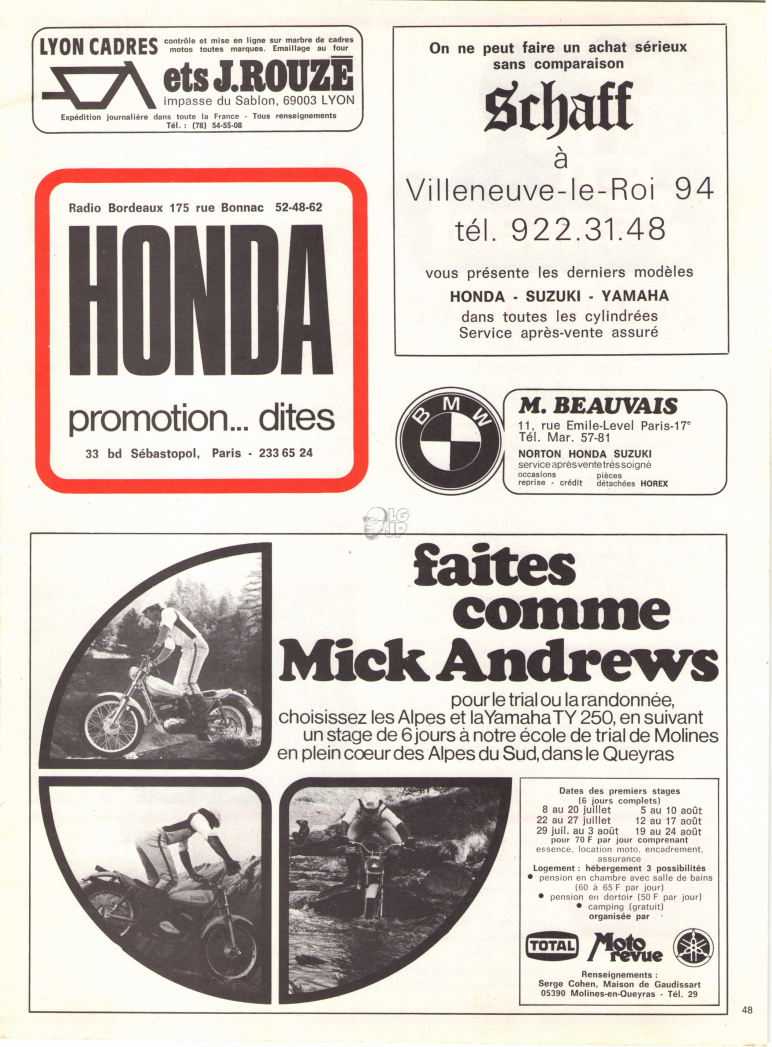 LYON CADRES
contrôle et mise en ligne sur marbre de cadres
motos toutes marques. Emaillage au four
ets J.ROUZĒ
impasse du Sablon, 69003 LYON
Expédition journalière dans toute la France - Tous renseignements
Tél. : (78) 54-55-08
On ne peut faire un achat sérieux
sans comparaison
Schaff
à
Villeneuve-le-Roi 94
tél. 922.31.48
vous présente les derniers modèles
HONDA - SUZUKI - YAMAHA
dans toutes les cylindrées
Service après-vente assuré
Radio Bordeaux 175 rue Bonnac 52-48-62
HONDA
promotion... dites
33 bd Sébastopol, Paris - 233 65 24
BMW
M. BEAUVAIS
11, rue Emile-Level Paris-17e
Tél. Mar. 57-81
NORTON HONDA SUZUKI
service après vente très soigné
occasions pièces
reprise - crédit détachées HOREX
LG
JP
faites
comme
Mick Andrews
pour le trial ou la randonnée,
choisissez les Alpes et la Yamaha TY 250, en suivant
un stage de 6 jours à notre école de trial de Molines
en plein cœur des Alpes du Sud, dans le Queyras
Dates des premiers stages
(6 jours complets)
8 au 20 juillet 5 au 10 août
22 au 27 juillet 12 au 17 août
29 juil. au 3 août 19 au 24 août
pour 70 F par jour comprenant
essence, location moto, encadrement,
assurance
Logement : hébergement 3 possibilités
● pension en chambre avec salle de bains
(60 à 65 F par jour)
● pension en dortoir (50 F par jour)
● camping (gratuit)
organisée par
TOTAL
Moto
revue
Renseignements :
Serge Cohen, Maison de Gaudissart
05390 Molines-en-Queyras - Tél. 29
48